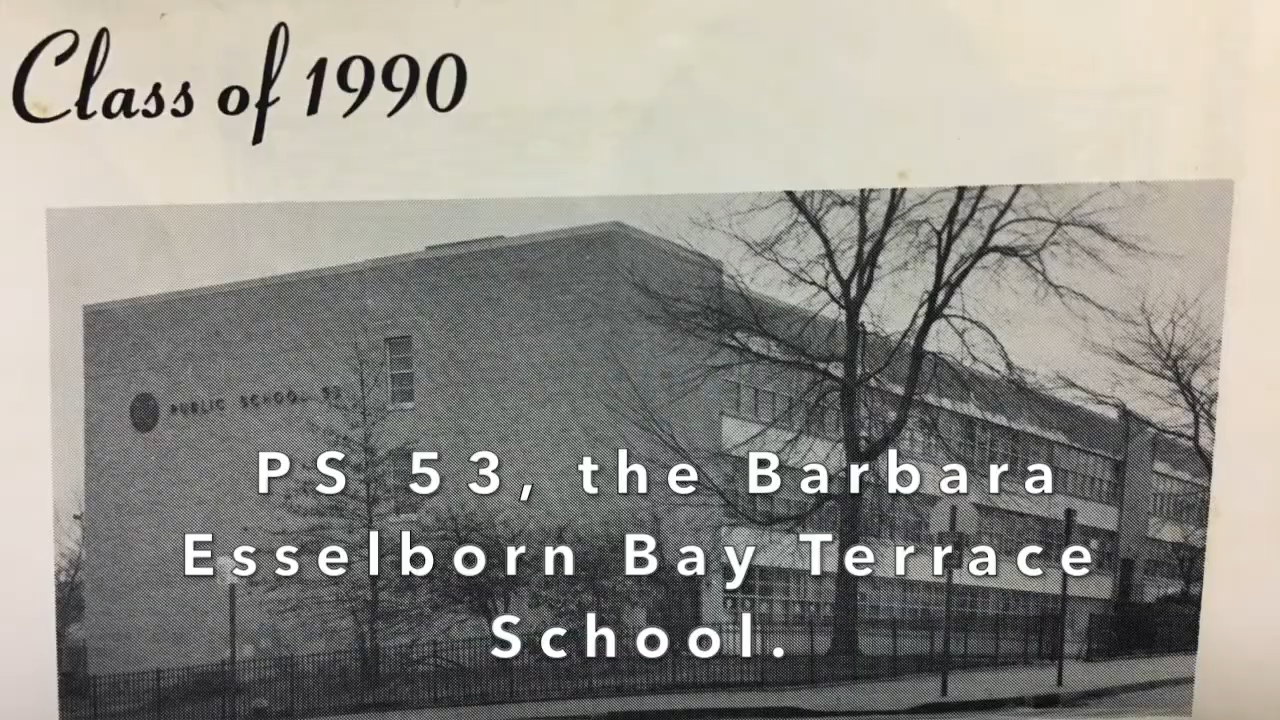 Class of 1990
PUBLIC SCHOOL 53
PS 53, the Barbara
Esselborn Bay Terrace
School.